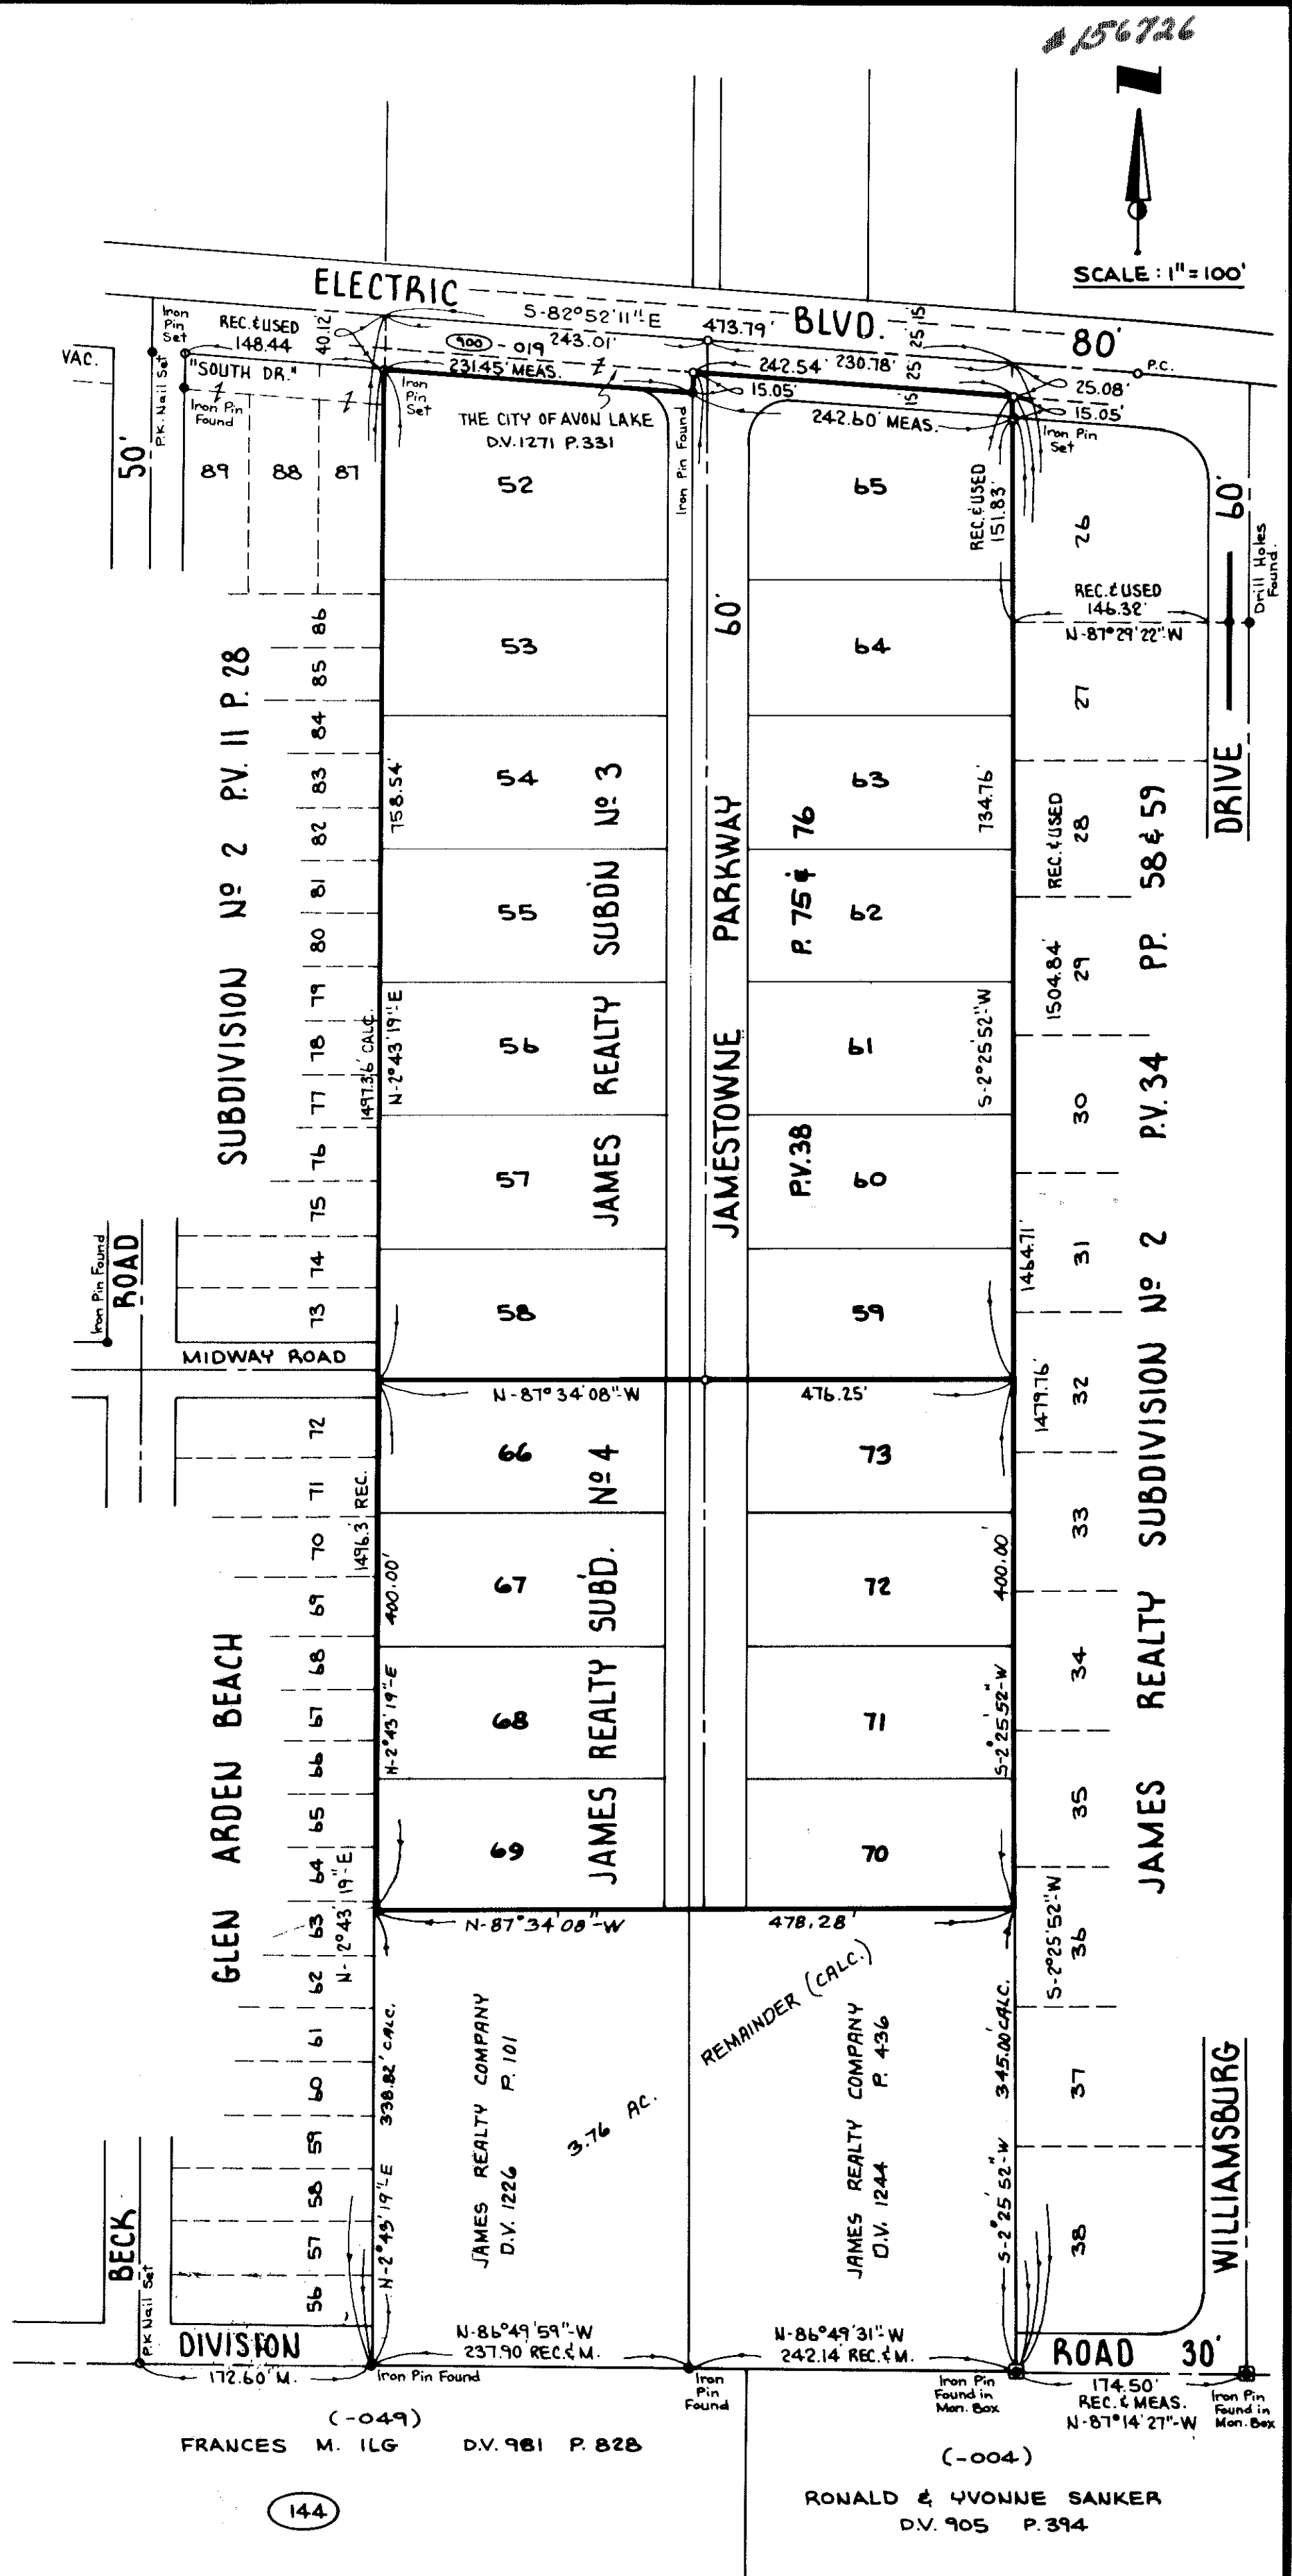 # 156726
SCALE: 1"=100'
ELECTRIC BLVD. 80'
S-82°52'11"-E 473.79'
243.01'
900 - 019
231.45' MEAS.
242.54' 230.78'
15.05'
242.60' MEAS.
15 25 25 15
25.08'
15.05'
P.C.
Iron Pin Set
Iron Pin Set
Iron Pin Set
REC.&USED
148.44
40.12
VAC.
"SOUTH DR."
Iron Pin Found
P.K. Nail Set
50'
THE CITY OF AVON LAKE
D.V. 1271 P. 331
Iron Pin Found
89 88 87
52
65
REC.&USED
151.83'
26
60'
Drill Holes Found.
REC.&USED
146.32'
N-87°29'22"-W
86
85
84
83
82
81
80
79
78
77
76
75
74
73
53
54
55
56
57
58
64
63
62
61
60
59
27
28
29
30
31
32
33
34
35
36
37
38
SUBDIVISION Nº 2 P.V. 11 P. 28
758.54'
N-2°43'19"-E
1497.36' CALC.
JAMES REALTY SUBDN Nº 3
JAMESTOWNE PARKWAY 60'
P.V. 38 P. 75 & 76
734.76'
S-2°25'52"-W
REC.&USED
1504.84'
1464.71'
1479.76'
DRIVE
JAMES REALTY SUBDIVISION Nº 2 P.V. 34 PP. 58 & 59
Iron Pin Found
ROAD
MIDWAY ROAD
N-87°34'08"-W 476.25'
72
71
70
69
68
67
66
65
64
63
62
61
60
59
58
57
56
66
67
68
69
73
72
71
70
1496.3 REC.
400.00'
N-2°43'19"-E
JAMES REALTY SUB'D. Nº 4
400.00'
S-2°25'52"-W
GLEN ARDEN BEACH
N-2°43'19"-E
N-87°34'08"-W 478.28'
S-2°25'52"-W
REMAINDER (CALC.)
3.76 AC.
JAMES REALTY COMPANY
D.V. 1226 P. 101
JAMES REALTY COMPANY
D.V. 1244 P. 436
N-2°43'19"-E 338.82' CALC.
S-2°25'52"-W 345.00' CALC.
WILLIAMSBURG
BECK
P.K Nail Set
DIVISION ROAD 30'
N-86°49'59"-W
237.90 REC.&M.
N-86°49'31"-W
242.14 REC.&M.
172.60' M.
Iron Pin Found
Iron Pin Found
Iron Pin Found in Mon. Box
174.50'
REC. & MEAS.
N-87°14'27"-W
Iron Pin Found in Mon. Box
(-049)
FRANCES M. ILG D.V. 981 P. 828
(-004)
RONALD & YVONNE SANKER
D.V. 905 P. 394
144